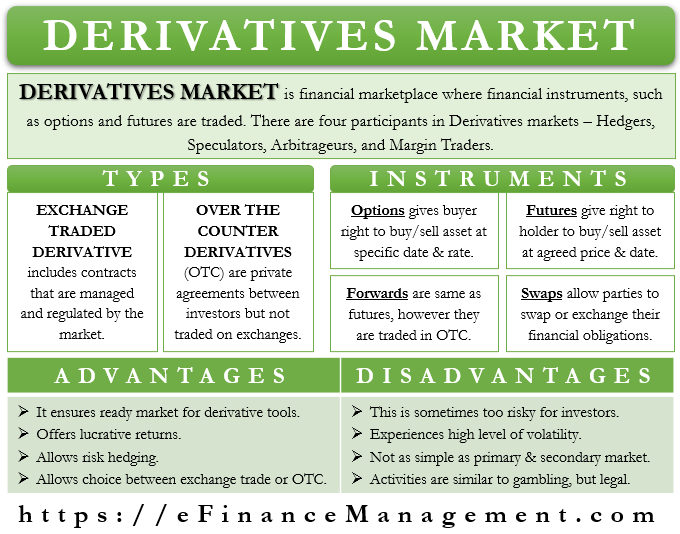 DERIVATIVES MARKET
DERIVATIVES MARKET is financial marketplace where financial instruments, such
as options and futures are traded. There are four participants in Derivatives markets – Hedgers,
Speculators, Arbitrageurs, and Margin Traders.
TYPES
EXCHANGE
TRADED
DERIVATIVE
includes contracts
that are managed
and regulated by the
market.
OVER THE
COUNTER
DERIVATIVES
(OTC) are private
agreements between
investors but not
traded on exchanges.
INSTRUMENTS
Options gives buyer
right to buy/sell asset at
specific date & rate.
Futures give right to
holder to buy/sell asset
at agreed price & date.
Forwards are same as
futures, however they
are traded in OTC.
Swaps allow parties to
swap or exchange their
financial obligations.
ADVANTAGES
➢ It ensures ready market for derivative tools.
➢ Offers lucrative returns.
➢ Allows risk hedging.
➢ Allows choice between exchange trade or OTC.
DISADVANTAGES
➢ This is sometimes too risky for investors.
➢ Experiences high level of volatility.
➢ Not as simple as primary & secondary market.
➢ Activities are similar to gambling, but legal.
https://eFinanceManagement.com